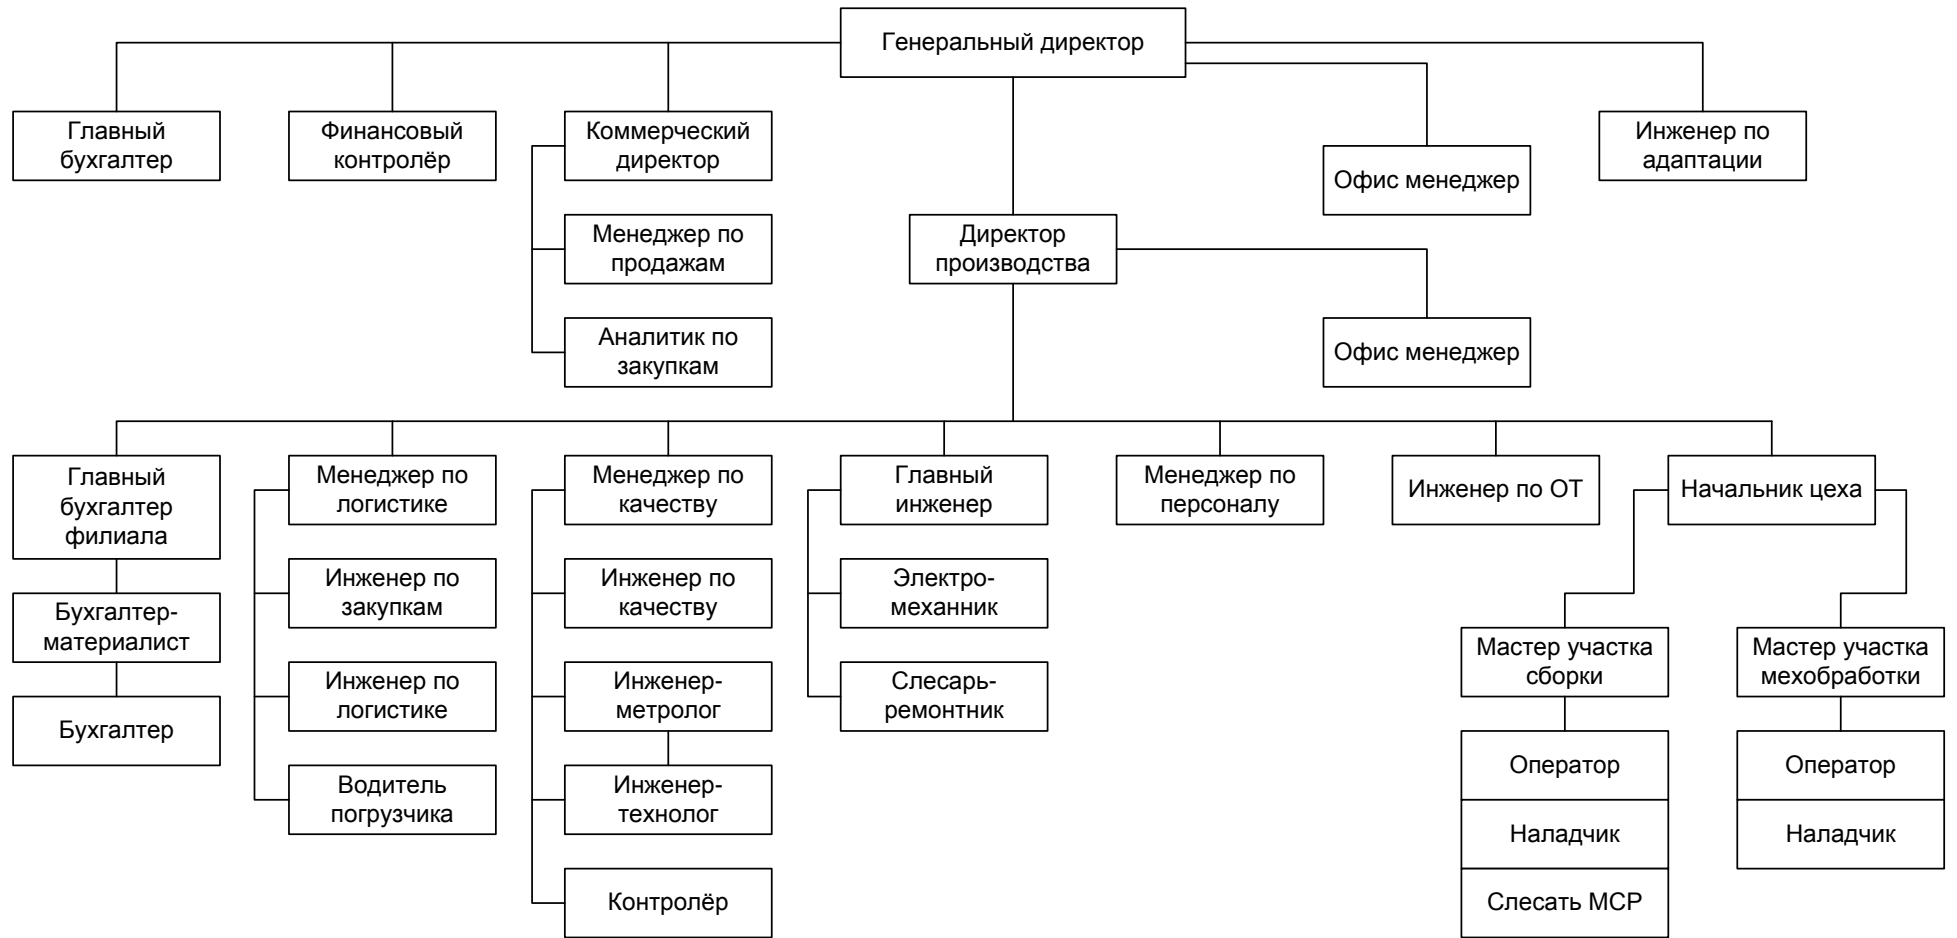 Генеральный директор
Главный
бухгалтер
Финансовый
контролёр
Коммерческий
директор
Инженер по
адаптации
Офис менеджер
Менеджер по
продажам
Директор
производства
Аналитик по
закупкам
Офис менеджер
Главный
бухгалтер
филиала
Менеджер по
логистике
Менеджер по
качеству
Главный
инженер
Менеджер по
персоналу
Инженер по ОТ
Начальник цеха
Бухгалтер-
материалист
Инженер по
закупкам
Инженер по
качеству
Электро-
механник
Мастер участка
сборки
Мастер участка
мехобработки
Бухгалтер
Инженер по
логистике
Инженер-
метролог
Слесарь-
ремонтник
Водитель
погрузчика
Инженер-
технолог
Оператор
Оператор
Наладчик
Наладчик
Контролёр
Слесать МСР